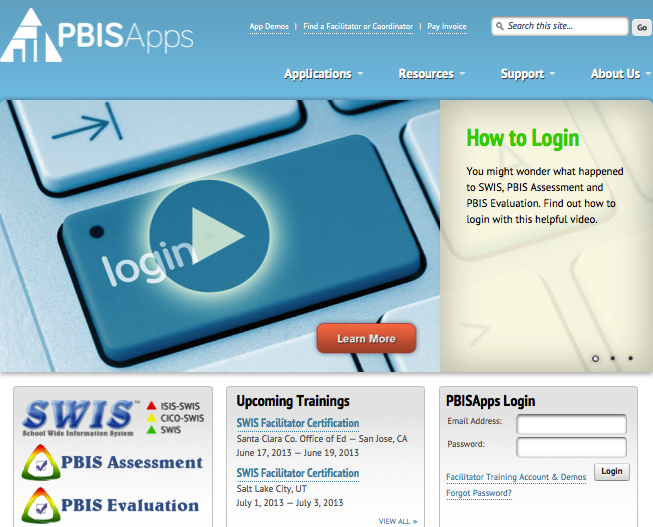 PBISApps
App Demos | Find a Facilitator or Coordinator | Pay Invoice
Search this site...
Go
Applications
Resources
Support
About Us
login
Learn More
How to Login
You might wonder what happened
to SWIS, PBIS Assessment and
PBIS Evaluation. Find out how to
login with this helpful video.
SWIS™
School Wide Information System
ISIS-SWIS
CICO-SWIS
SWIS
PBIS Assessment
PBIS Evaluation
Upcoming Trainings
SWIS Facilitator Certification
Santa Clara Co. Office of Ed — San Jose, CA
June 17, 2013 — June 19, 2013
SWIS Facilitator Certification
Salt Lake City, UT
July 1, 2013 — July 3, 2013
VIEW ALL »
PBISApps Login
Email Address:
Password:
Login
Facilitator Training Account & Demos
Forgot Password?